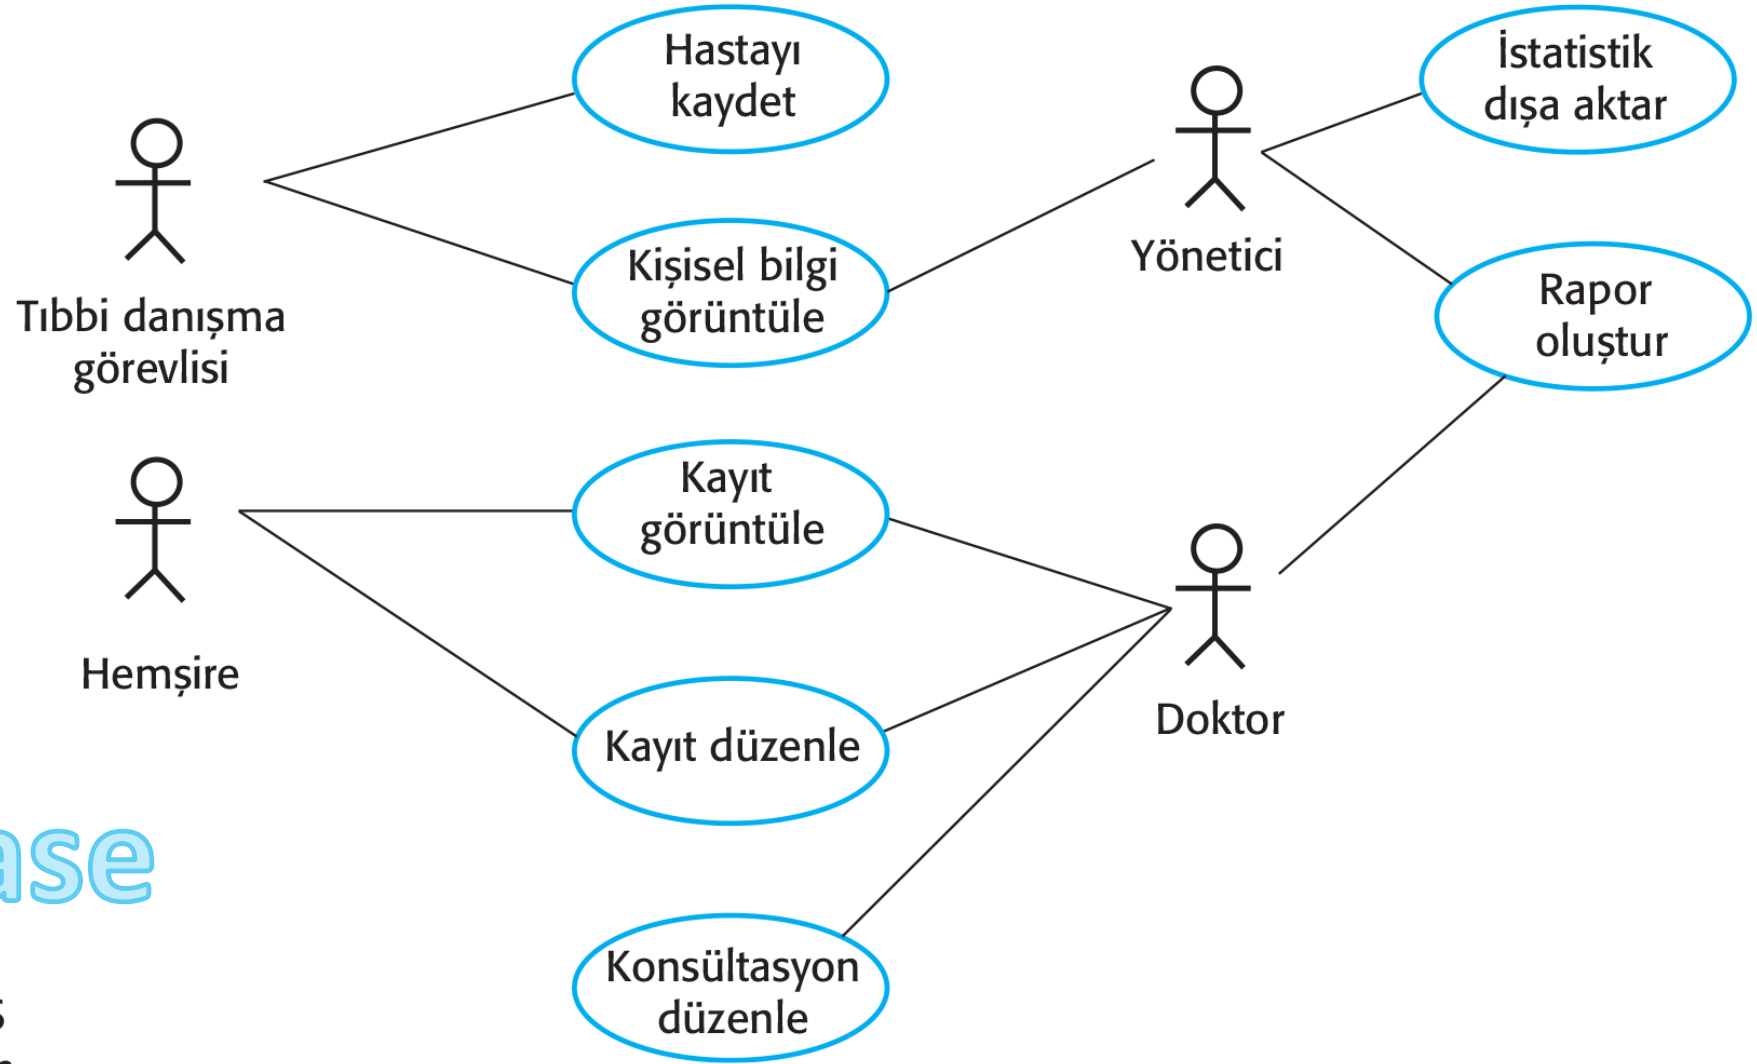 Hastayı
kaydet
İstatistik
dışa aktar
Tıbbi danışma
görevlisi
Kişisel bilgi
görüntüle
Yönetici
Rapor
oluştur
Hemşire
Kayıt
görüntüle
Kayıt düzenle
Doktor
Konsültasyon
düzenle
ase